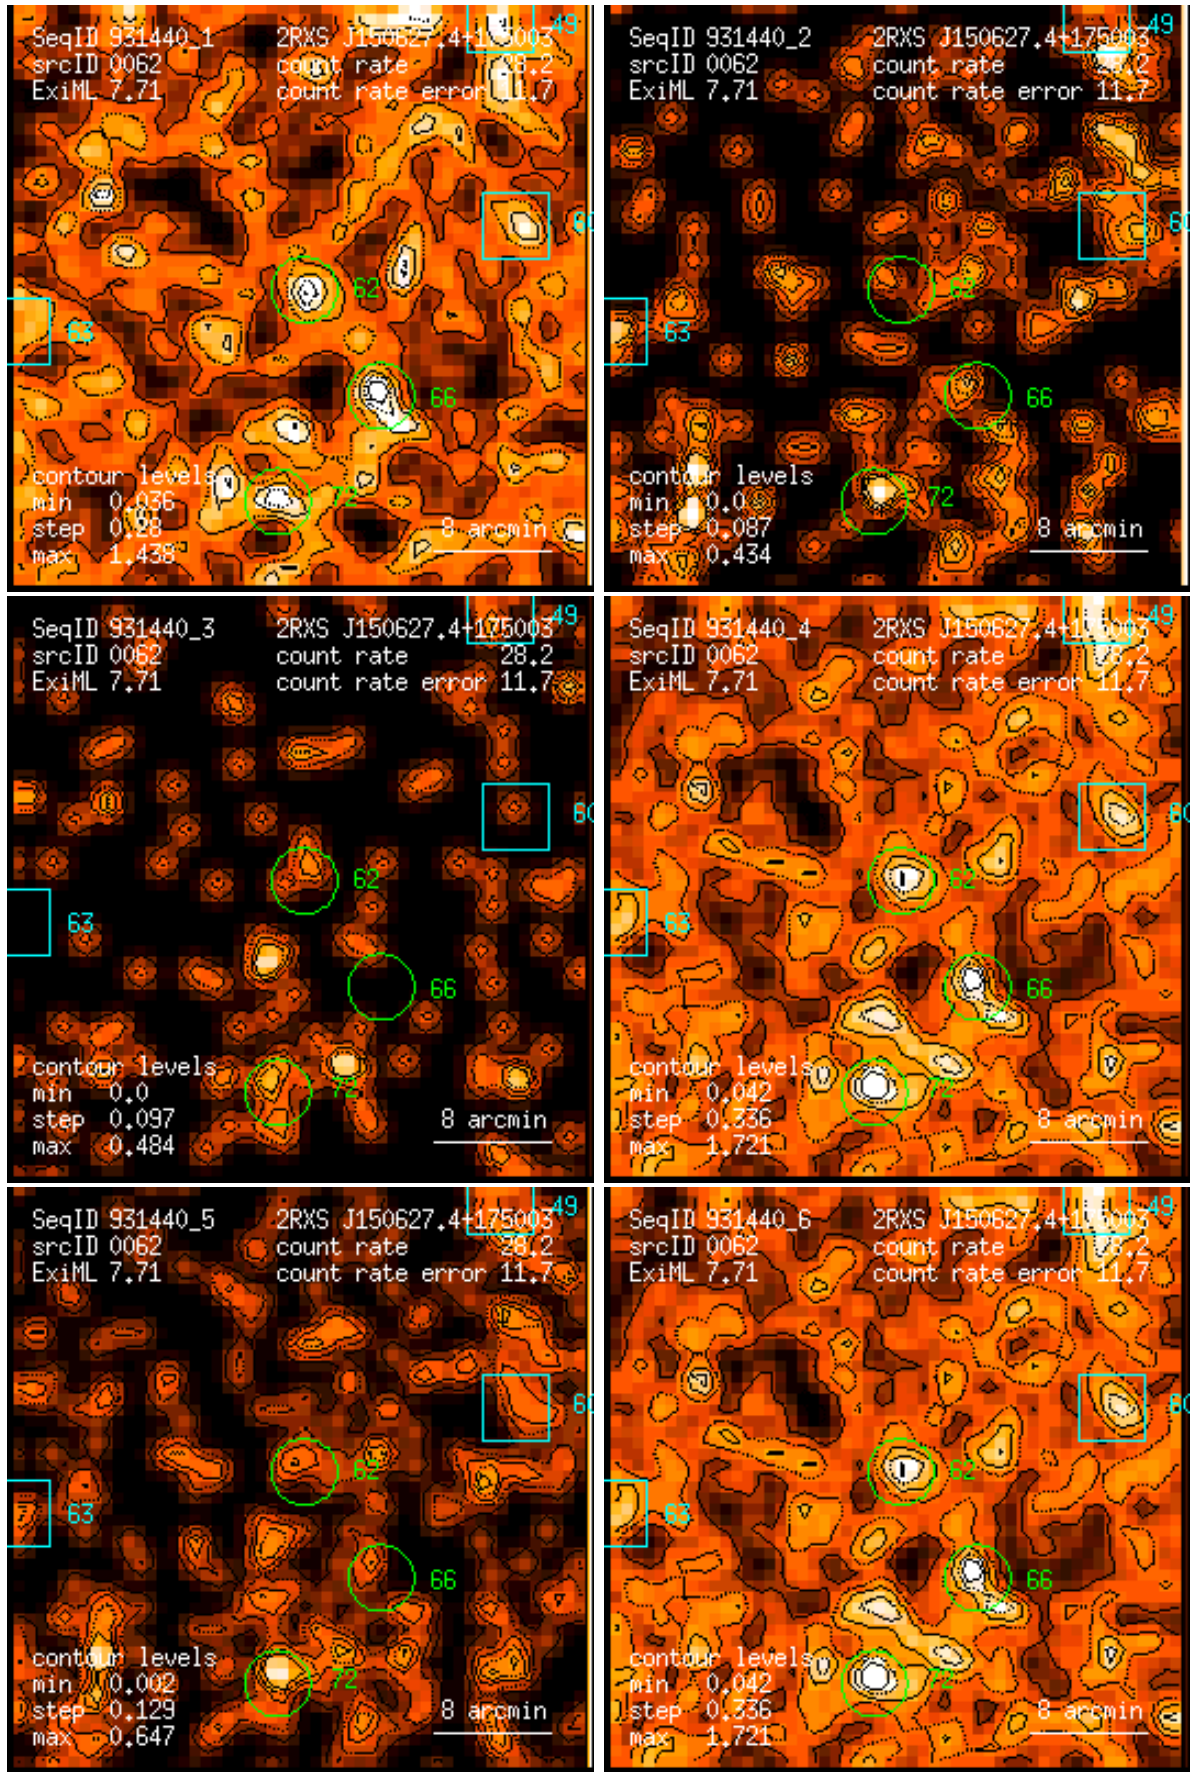 SeqID 931440_1 2RXS J150627.4+175003 49
srcID 0062 count rate 28.2
ExiML 7.71 count rate error 11.7
60
62
63
66
contour levels
min 0.036 72
step 0.28 8 arcmin
max 1.438
SeqID 931440_2 2RXS J150627.4+175003 49
srcID 0062 count rate 28.2
ExiML 7.71 count rate error 11.7
60
62
63
66
contour levels
min 0.0 72
step 0.087 8 arcmin
max 0.434
SeqID 931440_3 2RXS J150627.4+175003 49
srcID 0062 count rate 28.2
ExiML 7.71 count rate error 11.7
60
62
63
66
contour levels
min 0.0 72
step 0.097 8 arcmin
max 0.484
SeqID 931440_4 2RXS J150627.4+175003 49
srcID 0062 count rate 28.2
ExiML 7.71 count rate error 11.7
60
62
63
66
contour levels
min 0.042 72
step 0.336 8 arcmin
max 1.721
SeqID 931440_5 2RXS J150627.4+175003 49
srcID 0062 count rate 28.2
ExiML 7.71 count rate error 11.7
60
62
63
66
contour levels
min 0.002 72
step 0.129 8 arcmin
max 0.647
SeqID 931440_6 2RXS J150627.4+175003 49
srcID 0062 count rate 28.2
ExiML 7.71 count rate error 11.7
60
62
63
66
contour levels
min 0.042 72
step 0.336 8 arcmin
max 1.721